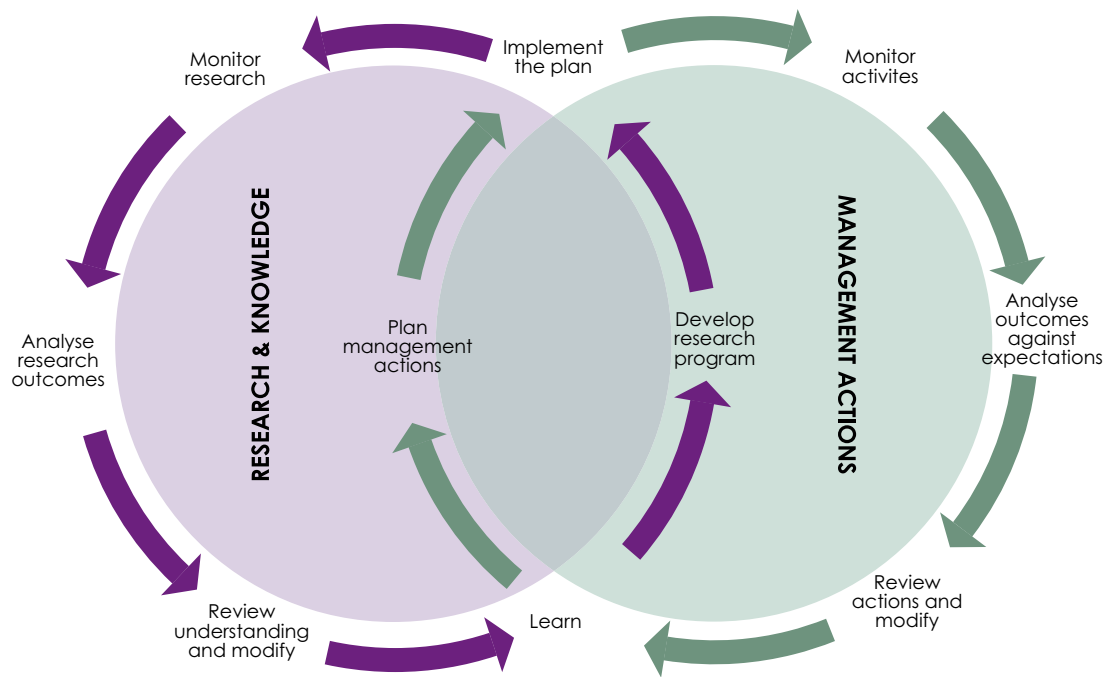 Implement
the plan
Monitor
research
Monitor
activites
RESEARCH & KNOWLEDGE
MANAGEMENT ACTIONS
Analyse
research
outcomes
Plan
management
actions
Develop
research
program
Analyse
outcomes
against
expectations
Review
understanding
and modify
Learn
Review
actions and
modify